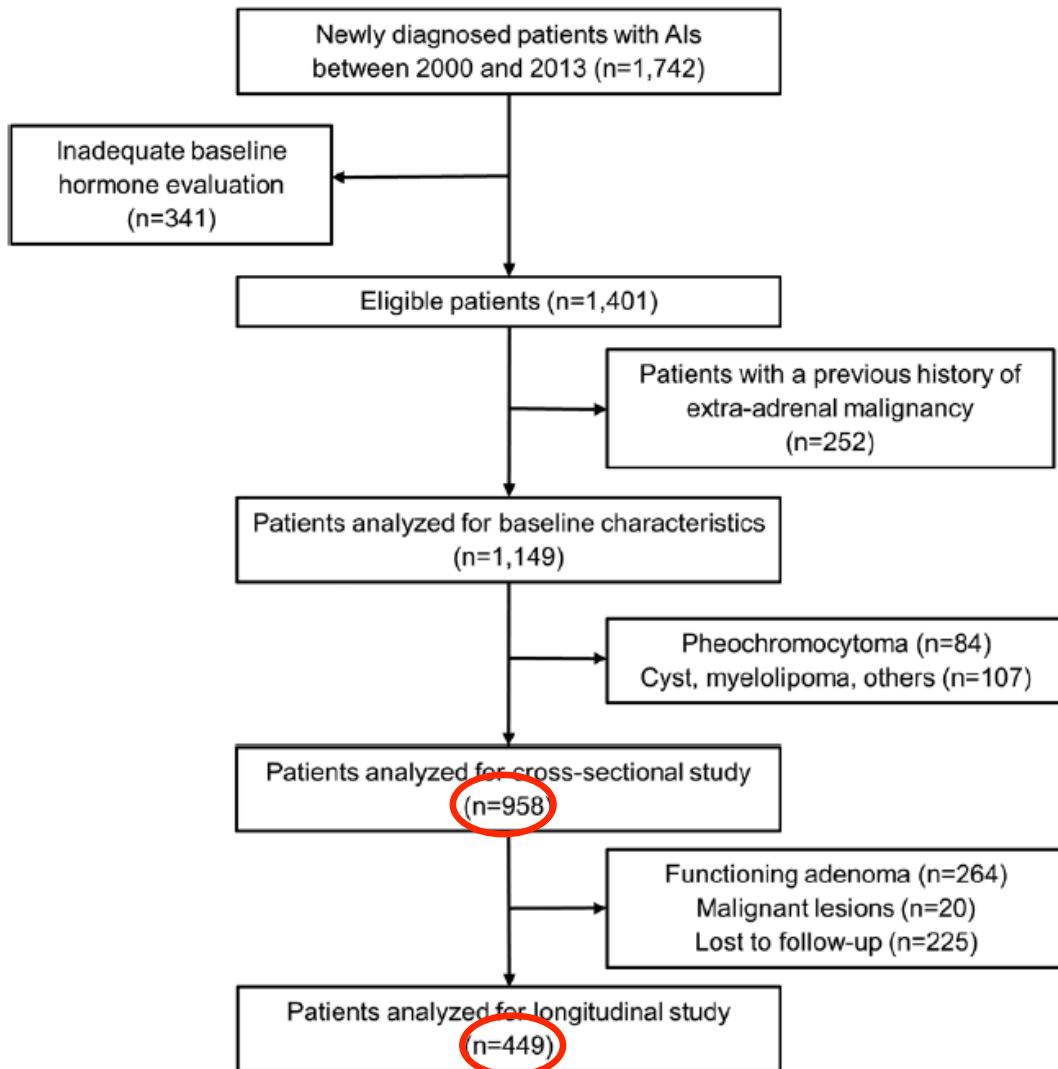 Newly diagnosed patients with AIs
between 2000 and 2013 (n=1,742)
Inadequate baseline
hormone evaluation
(n=341)
Eligible patients (n=1,401)
Patients with a previous history of
extra-adrenal malignancy
(n=252)
Patients analyzed for baseline characteristics
(n=1,149)
Pheochromocytoma (n=84)
Cyst, myelolipoma, others (n=107)
Patients analyzed for cross-sectional study
(n=958)
Functioning adenoma (n=264)
Malignant lesions (n=20)
Lost to follow-up (n=225)
Patients analyzed for longitudinal study
(n=449)